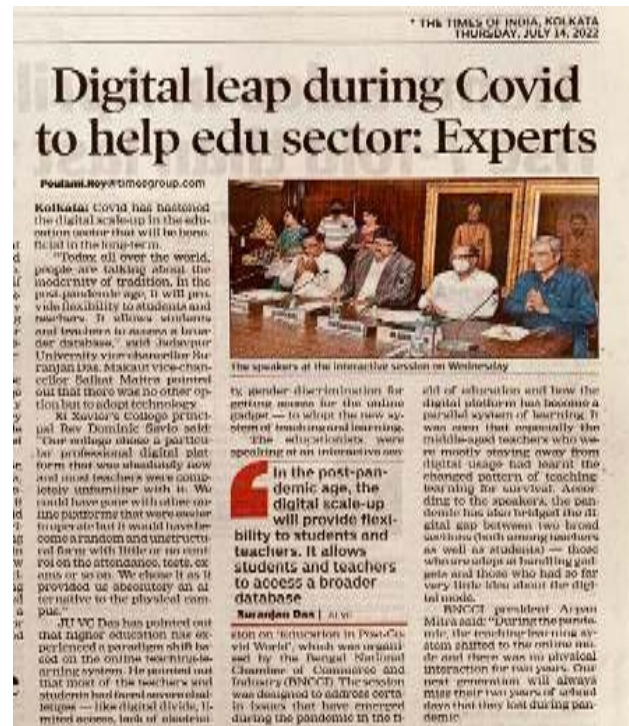 * THE TIMES OF INDIA, KOLKATA
THURSDAY, JULY 14, 2022
Digital leap during Covid
to help edu sector: Experts
Poulami.Roy@timesgroup.com
Kolkata: Covid has hastened
the digital scale-up in the edu-
cation sector that will be bene-
ficial in the long-term.
"Today all over the world,
people are talking about the
modernity of tradition. In the
post-pandemic age, it will pro-
vide flexibility to students and
teachers. It allows students
and teachers to access a broa-
der database," said Jadavpur
University vice-chancellor Su-
ranjan Das. Makaut vice-chan-
cellor Saikat Maitra pointed
out that there was no other op-
tion but to adopt technology.
St Xavier's College princi-
pal Rev Dominic Savio said:
"Our college chose a particu-
lar professional digital plat-
form that was absolutely new
and most teachers were comp-
letely unfamiliar with it. We
could have gone with other on-
line platforms that were easier
to operate but it would have be-
come a random and unstructu-
red form with little or no cont-
rol on the attendance, tests, ex-
ams or so on. We chose it as it
provided us absolutely an al-
ternative to the physical cam-
pus."
JU VC Das has pointed out
that higher education has ex-
perienced a paradigm shift ba-
sed on the online teaching-le-
arning system. He pointed out
that most of the teachers and
students had faced severe chal-
lenges — like digital divide, li-
mited access, lack of electrici-
The speakers at the interactive session on Wednesday
ty, gender discrimination for
getting access for the online
gadget — to adopt the new sy-
stem of teaching and learning.
The educationists were
speaking at an interactive ses-
In the post-pan-
demic age, the
digital scale-up
will provide flexi-
bility to students and
teachers. It allows
students and teachers
to access a broader
database
Suranjan Das | JU VC
sion on 'Education in Post-Co-
vid World', which was organi-
sed by the Bengal National
Chamber of Commerce and
Industry (BNCCI). The session
was designed to address certa-
in issues that have emerged
during the pandemic in the fi-
eld of education and how the
digital platform has become a
parallel system of learning. It
was seen that especially the
middle-aged teachers who we-
re mostly staying away from
digital usage had learnt the
changed pattern of teaching
learning for survival. Accor-
ding to the speakers, the pan-
demic has also bridged the di-
gital gap between two broad
sections (both among teachers
as well as students) — those
who are adept at handling gad-
gets and those who had so far
very little idea about the digi-
tal mode.
BNCCI president Arpan
Mitra said: "During the pande-
mic, the teaching-learning sy-
stem shifted to the online mo-
de and there was no physical
interaction for two years. Our
next generation will always
miss their two years of school
days that they lost during pan-
demic."